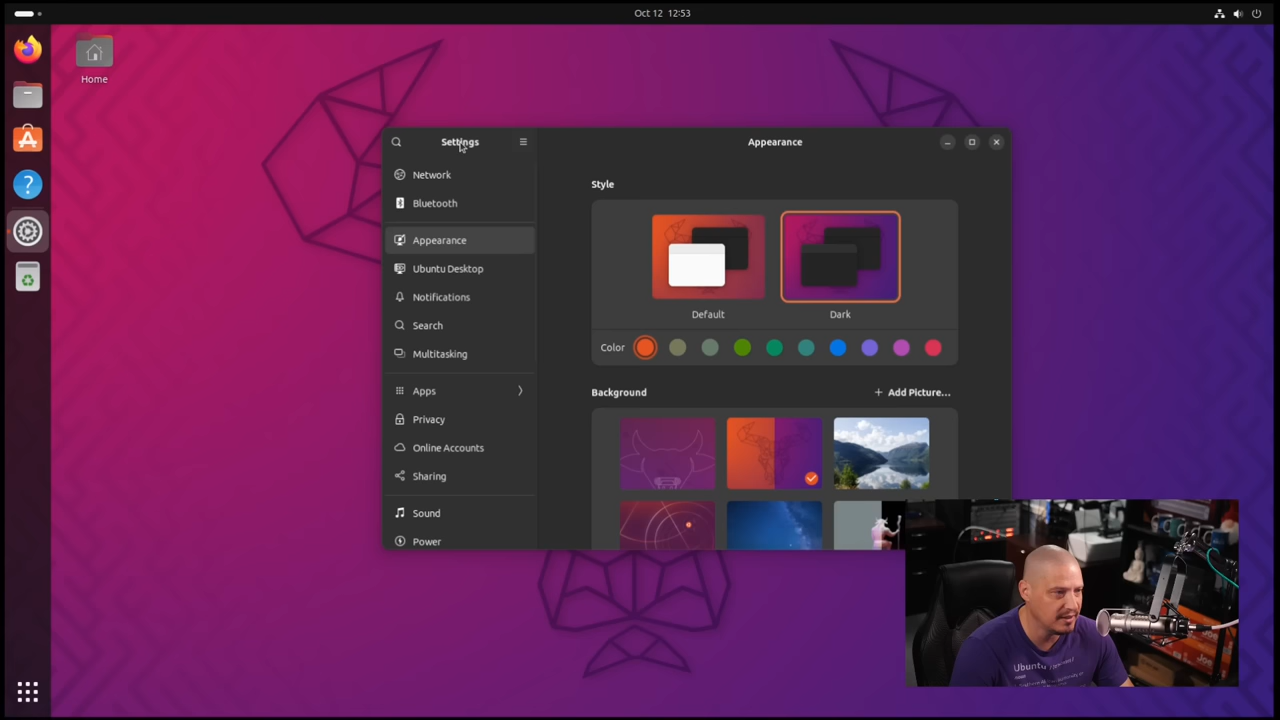 Oct 12 12:53
Home
Settings
Appearance
Network
Bluetooth
Appearance
Ubuntu Desktop
Notifications
Search
Multitasking
Apps
Privacy
Online Accounts
Sharing
Sound
Power
Style
Default
Dark
Color
Background
+ Add Picture...
Ubuntu